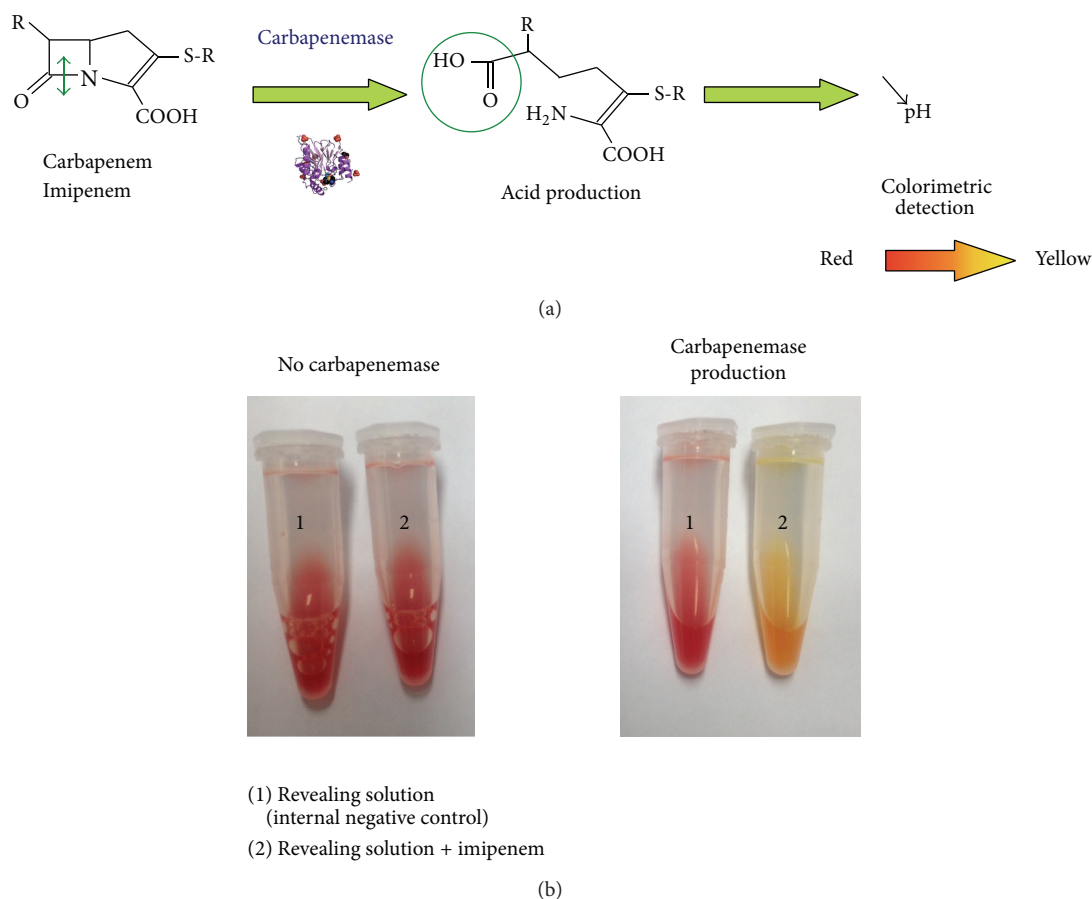 R
S-R
N
O
COOH
Carbapenem
Imipenem
Carbapenemase
R
HO
O
S-R
H2N
COOH
Acid production
pH
Colorimetric
detection
Red
Yellow
(a)
No carbapenemase
1
2
Carbapenemase
production
1
2
(1) Revealing solution
(internal negative control)
(2) Revealing solution + imipenem
(b)